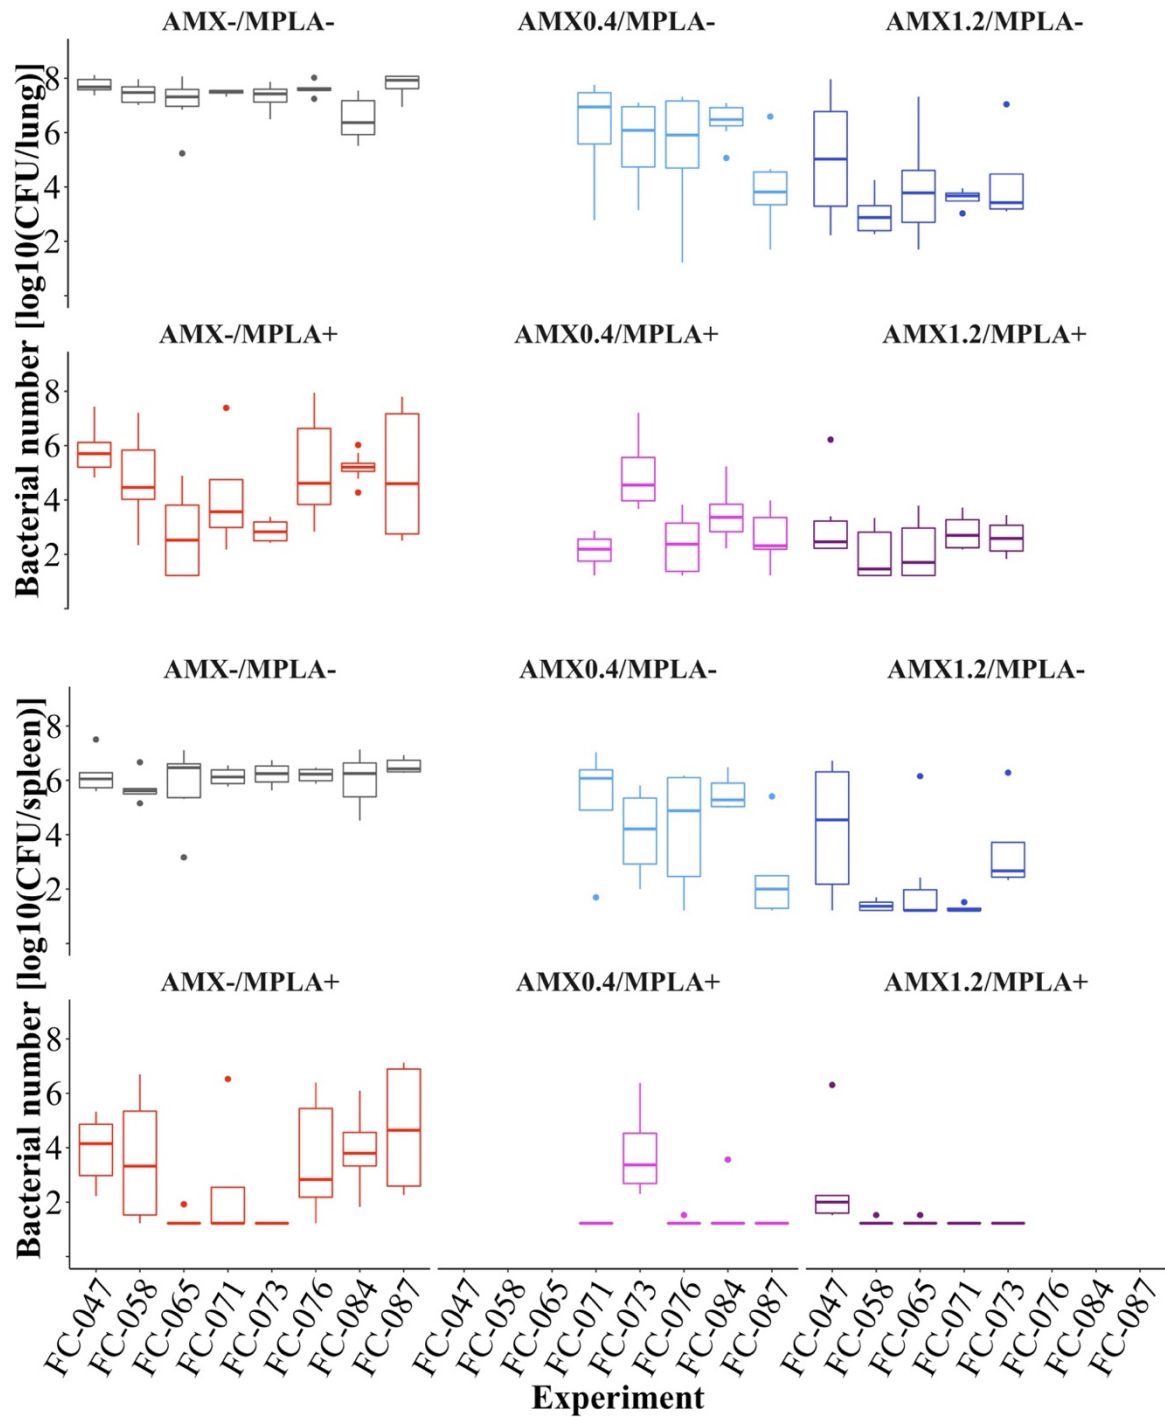 AMX-/MPLA- AMX0.4/MPLA- AMX1.2/MPLA-
Bacterial number [log10(CFU/lung)]
8
6
4
2
AMX-/MPLA+ AMX0.4/MPLA+ AMX1.2/MPLA+
8
6
4
2
AMX-/MPLA- AMX0.4/MPLA- AMX1.2/MPLA-
Bacterial number [log10(CFU/spleen)]
8
6
4
2
AMX-/MPLA+ AMX0.4/MPLA+ AMX1.2/MPLA+
8
6
4
2
FC-047 FC-058 FC-065 FC-071 FC-073 FC-076 FC-084 FC-087 FC-047 FC-058 FC-065 FC-071 FC-073 FC-076 FC-084 FC-087 FC-047 FC-058 FC-065 FC-071 FC-073 FC-076 FC-084 FC-087
Experiment